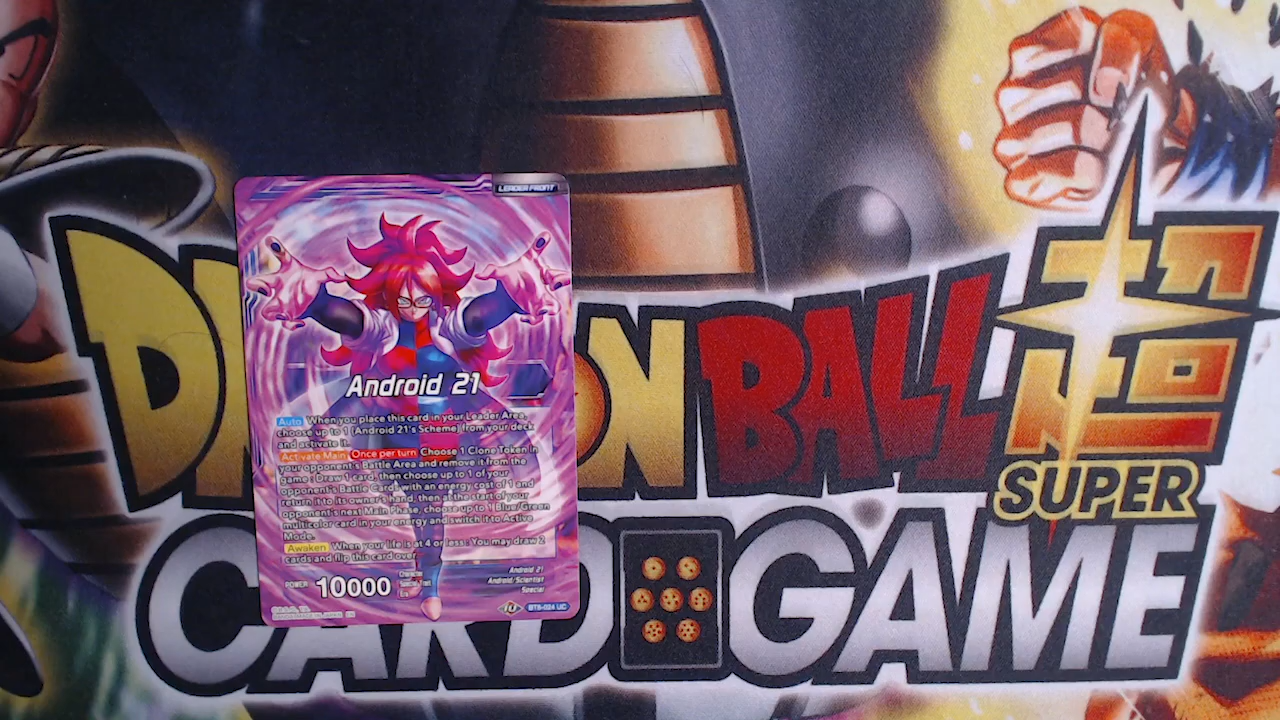 LEADER FRONT
Android 21
Auto When you place this card in your Leader Area,
choose up to 1 {Android 21's Scheme} from your deck
and activate it.
Activate Main Once per turn Choose 1 Clone Token in
your opponent's Battle Area and remove it from the
game : Draw 1 card, then choose up to 1 of your
opponent's Battle Cards with an energy cost of 1 and
return it to its owner's hand, then at the start of your
opponent's next Main Phase, choose up to 1 Blue/Green
multicolor card in your energy and switch it to Active
Mode.
Awaken When your life is at 4 or less : You may draw 2
cards and flip this card over.
POWER 10000
Character Android 21
Special Trait Android/Scientist
Era Special
BT8-024 UC
DRAGON BALL
超
SUPER
CARD GAME